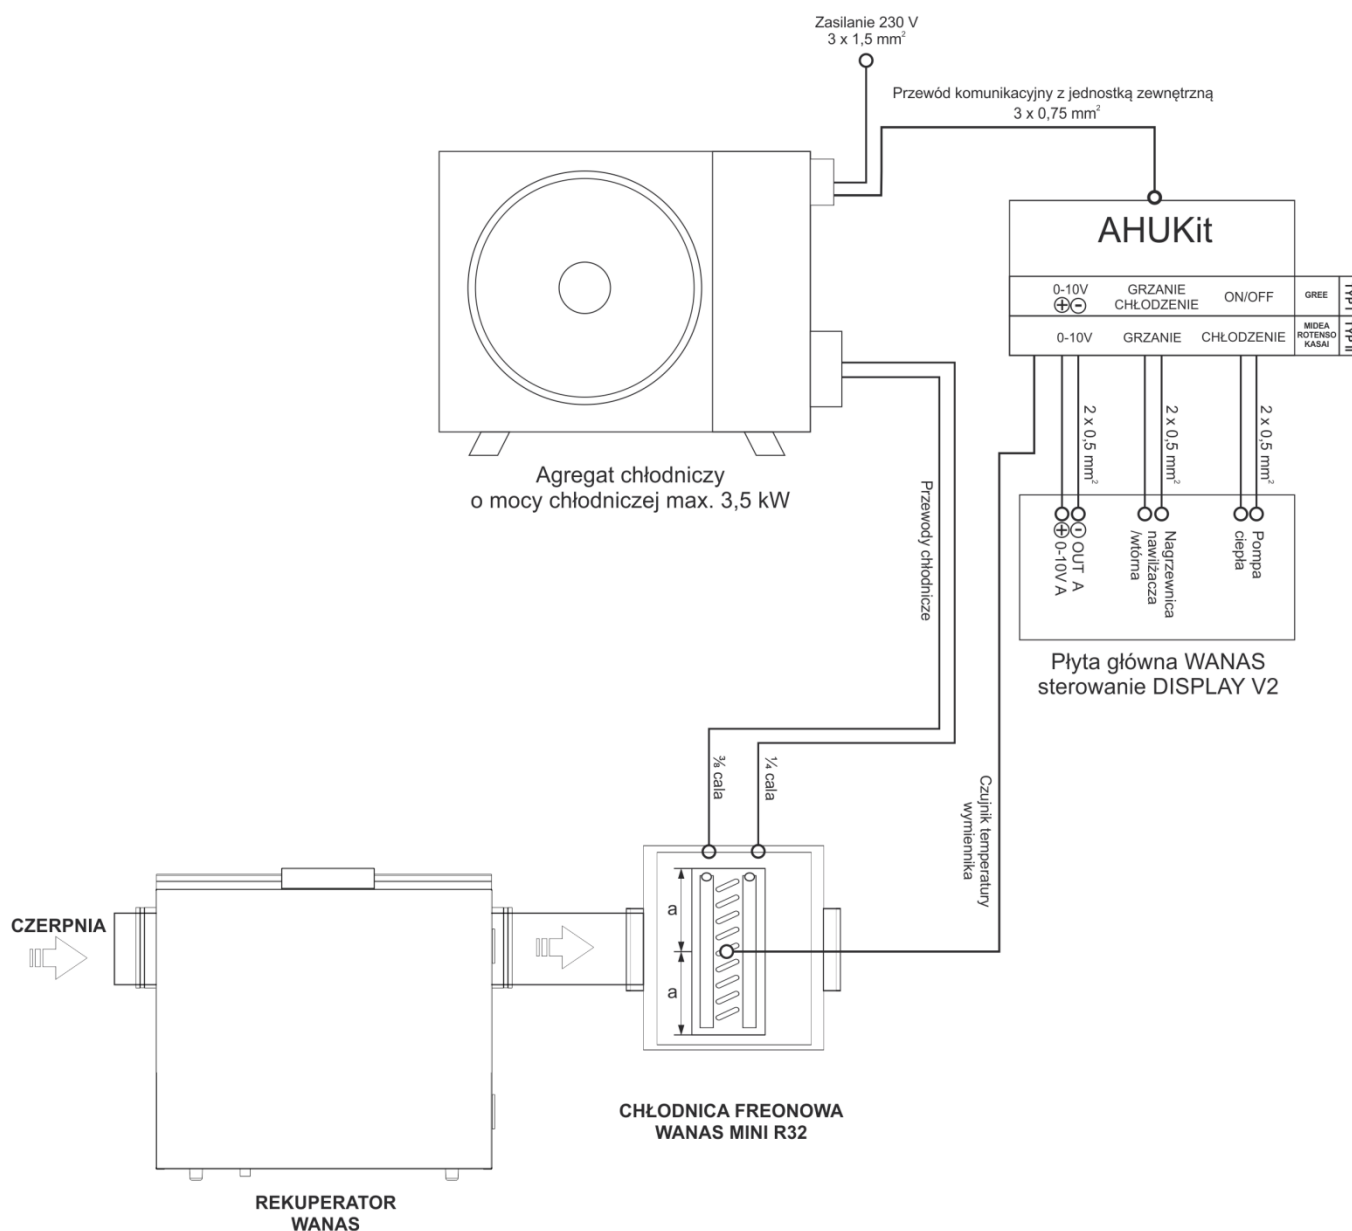 Zasilanie 230 V
3 x 1,5 mm²
Przewód komunikacyjny z jednostką zewnętrzną
3 x 0,75 mm²
AHUKit
0-10V
GRZANIE
CHŁODZENIE
ON/OFF
GREE
TYP I
0-10V
GRZANIE
CHŁODZENIE
MIDEA
ROTENSO
KASAI
TYP II
2 x 0,5 mm²
2 x 0,5 mm²
2 x 0,5 mm²
Agregat chłodniczy
o mocy chłodniczej max. 3,5 kW
Przewody chłodnicze
⊕ 0-10V A
⊖ OUT A
Nagrzewnica
nawilżacza
/wtórna
Pompa
ciepła
Płyta główna WANAS
sterowanie DISPLAY V2
⅜ cala
¼ cala
Czujnik temperatury
wymiennika
CZERPNIA
a
a
CHŁODNICA FREONOWA
WANAS MINI R32
REKUPERATOR
WANAS